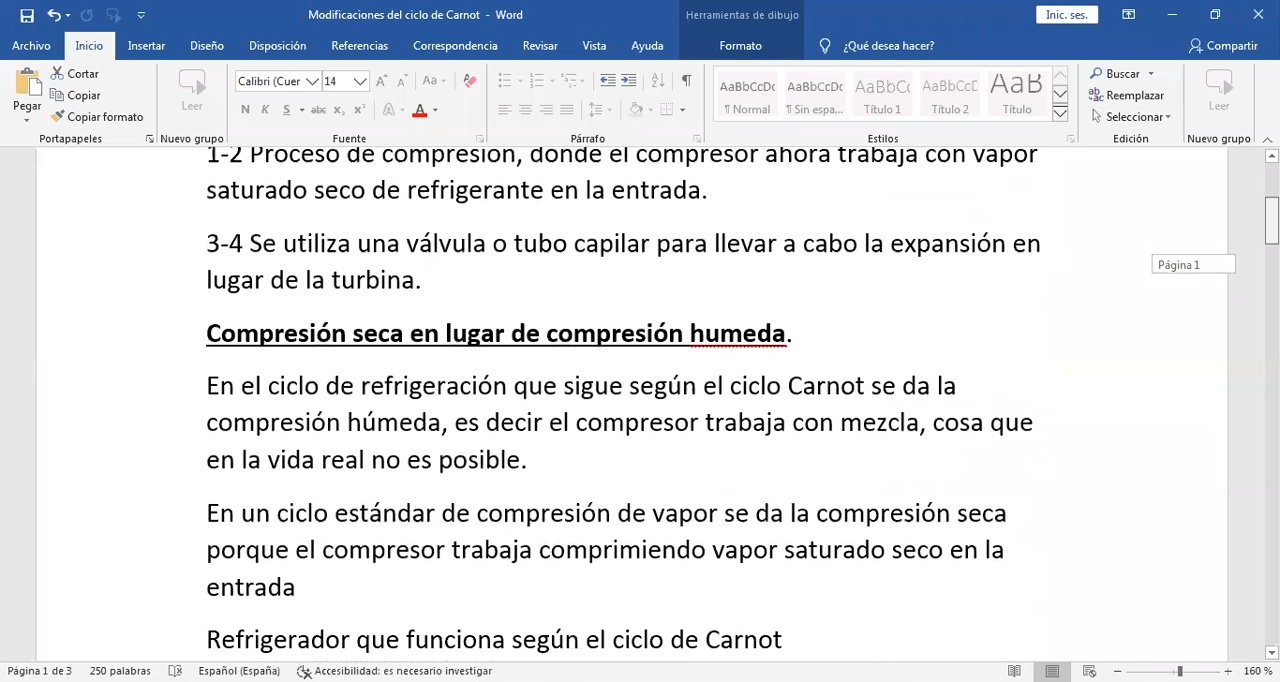 Modificaciones del ciclo de Carnot - Word
Herramientas de dibujo
Inic. ses.
Archivo Inicio Insertar Diseño Disposición Referencias Correspondencia Revisar Vista Ayuda Formato ¿Qué desea hacer? Compartir
Pegar
Cortar
Copiar
Copiar formato
Portapapeles
Leer
Nuevo grupo
Calibri (Cuer 14
Fuente
Párrafo
AaBbCcDc AaBbCcDc AaBbCc AaBbCcD AaB
¶ Normal ¶ Sin espa... Título 1 Título 2 Título
Estilos
Buscar
Reemplazar
Seleccionar
Edición
Leer
Nuevo grupo
1-2 Proceso de compresión, donde el compresor ahora trabaja con vapor
saturado seco de refrigerante en la entrada.
3-4 Se utiliza una válvula o tubo capilar para llevar a cabo la expansión en
lugar de la turbina.
Página 1
Compresión seca en lugar de compresión humeda.
En el ciclo de refrigeración que sigue según el ciclo Carnot se da la
compresión húmeda, es decir el compresor trabaja con mezcla, cosa que
en la vida real no es posible.
En un ciclo estándar de compresión de vapor se da la compresión seca
porque el compresor trabaja comprimiendo vapor saturado seco en la
entrada
Refrigerador que funciona según el ciclo de Carnot
Página 1 de 3 250 palabras Español (España) Accesibilidad: es necesario investigar 160 %